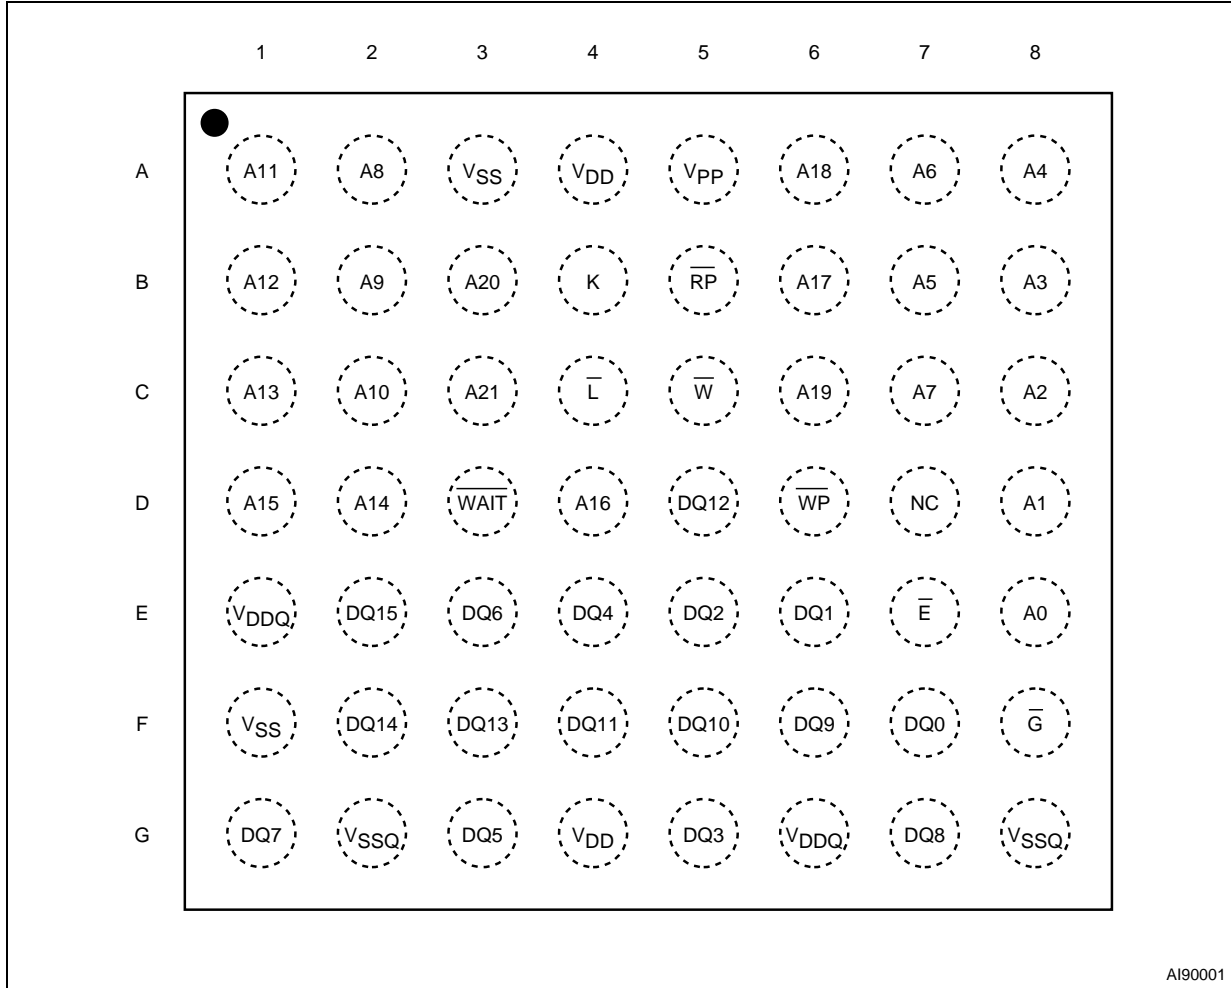 1 2 3 4 5 6 7 8
A A11 A8 VSS VDD VPP A18 A6 A4
B A12 A9 A20 K R̅P̅ A17 A5 A3
C A13 A10 A21 L̅ W̅ A19 A7 A2
D A15 A14 W̅A̅I̅T̅ A16 DQ12 W̅P̅ NC A1
E VDDQ DQ15 DQ6 DQ4 DQ2 DQ1 E̅ A0
F VSS DQ14 DQ13 DQ11 DQ10 DQ9 DQ0 G̅
G DQ7 VSSQ DQ5 VDD DQ3 VDDQ DQ8 VSSQ
AI90001